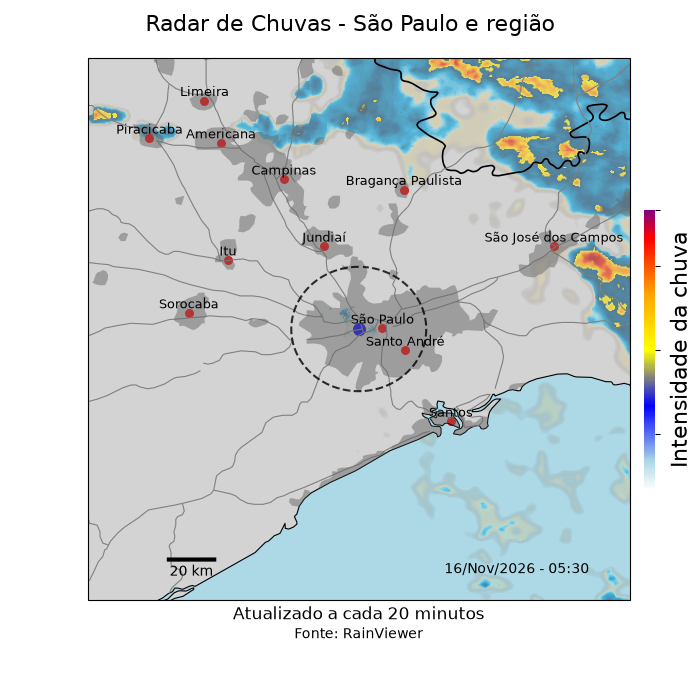 Radar de Chuvas - São Paulo e região
Limeira
Piracicaba
Americana
Campinas
Bragança Paulista
Jundiaí
São José dos Campos
Itu
Sorocaba
São Paulo
Santo André
Santos
Intensidade da chuva
16/Nov/2026 - 05:30
20 km
Atualizado a cada 20 minutos
Fonte: RainViewer